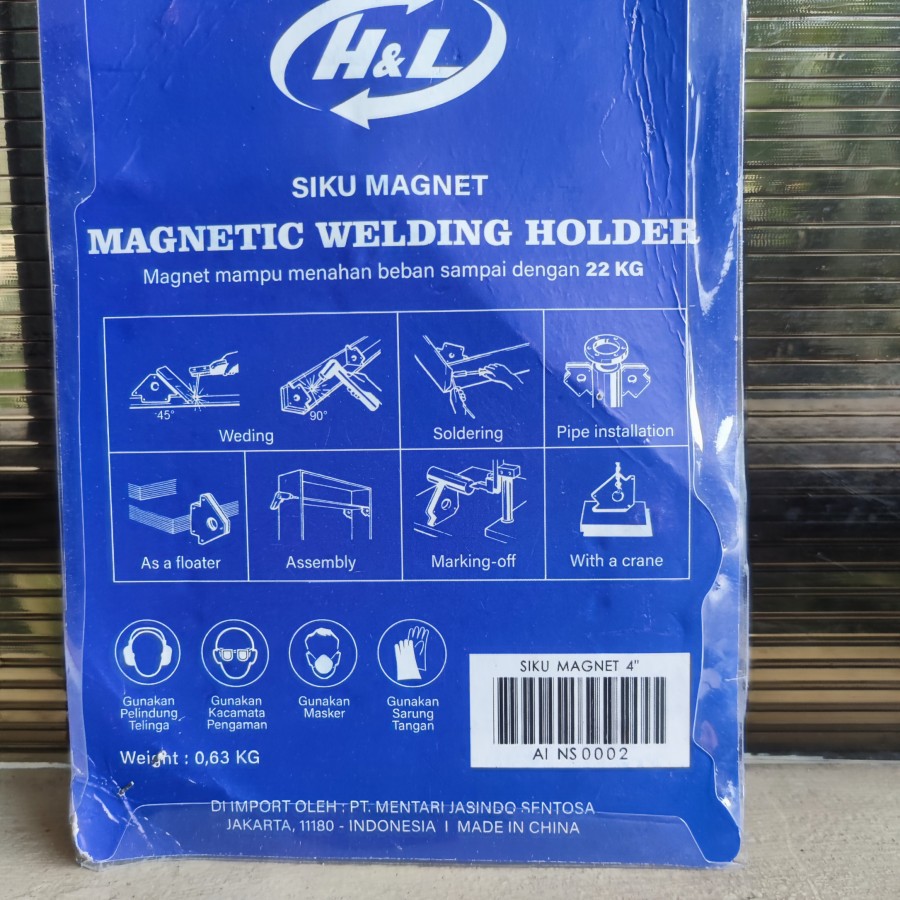 H&L
SIKU MAGNET
MAGNETIC WELDING HOLDER
Magnet mampu menahan beban sampai dengan 22 KG
45°
90°
Weding
Soldering
Pipe installation
As a floater
Assembly
Marking-off
With a crane
Gunakan
Pelindung
Telinga
Gunakan
Kacamata
Pengaman
Gunakan
Masker
Gunakan
Sarung
Tangan
SIKU MAGNET 4"
AI NS0002
Weight : 0,63 KG
DI IMPORT OLEH : PT. MENTARI JASINDO SENTOSA
JAKARTA, 11180 - INDONESIA I MADE IN CHINA